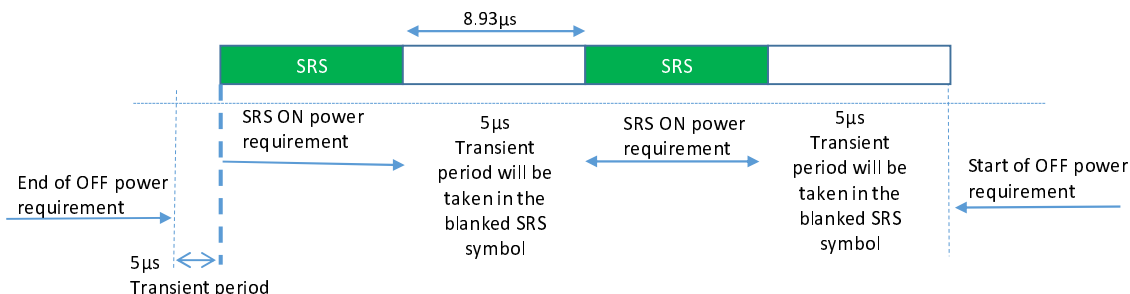 8.93µs
SRS
SRS
SRS ON power
requirement
5µs
Transient
period will be
taken in the
blanked SRS
symbol
SRS ON power
requirement
5µs
Transient
period will be
taken in the
blanked SRS
symbol
End of OFF power
requirement
Start of OFF power
requirement
5µs
Transient period